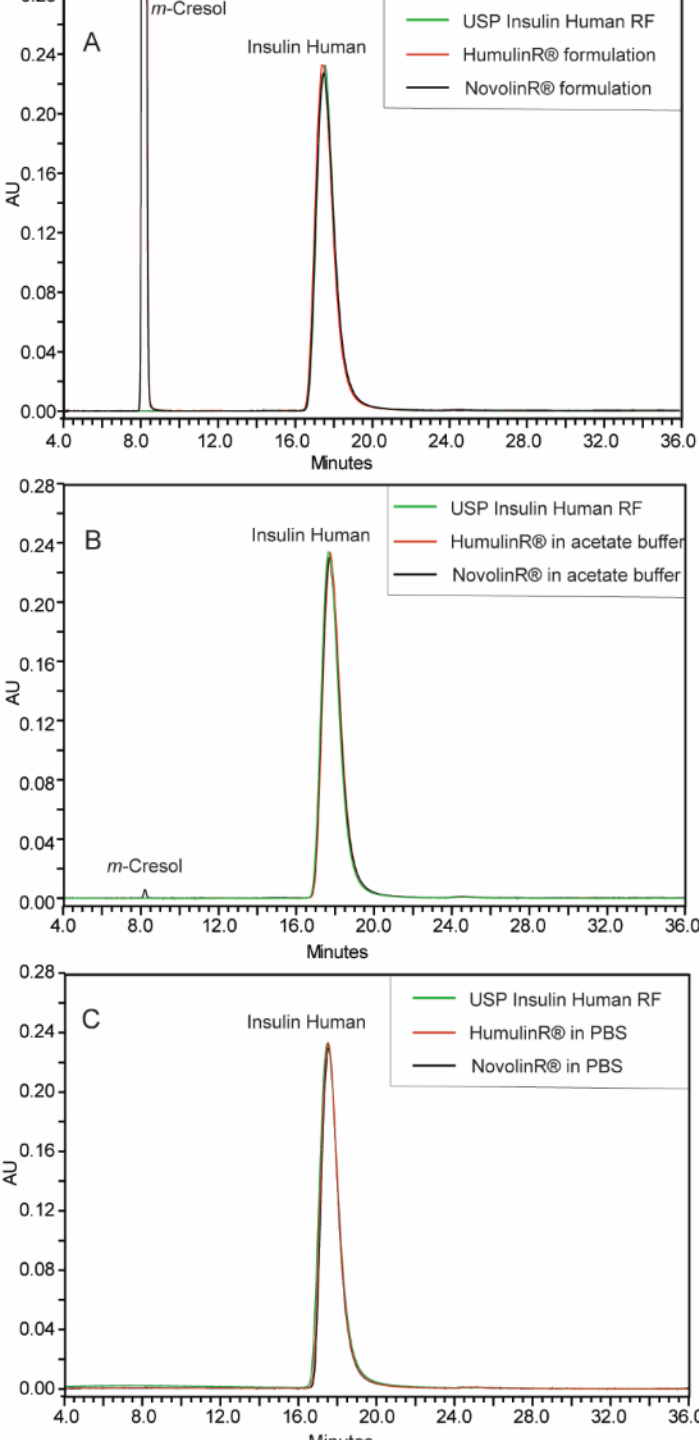 0.28
m-Cresol
A
Insulin Human
USP Insulin Human RF
HumulinR® formulation
NovolinR® formulation
0.24
0.20
0.16
AU
0.12
0.08
0.04
0.00
4.0 8.0 12.0 16.0 20.0 24.0 28.0 32.0 36.0
Minutes
0.28
B
Insulin Human
USP Insulin Human RF
HumulinR® in acetate buffer
NovolinR® in acetate buffer
0.24
0.20
0.16
AU
0.12
0.08
0.04
m-Cresol
0.00
4.0 8.0 12.0 16.0 20.0 24.0 28.0 32.0 36.0
Minutes
0.28
C
Insulin Human
USP Insulin Human RF
HumulinR® in PBS
NovolinR® in PBS
0.24
0.20
0.16
AU
0.12
0.08
0.04
0.00
4.0 8.0 12.0 16.0 20.0 24.0 28.0 32.0 36.0
Minutes